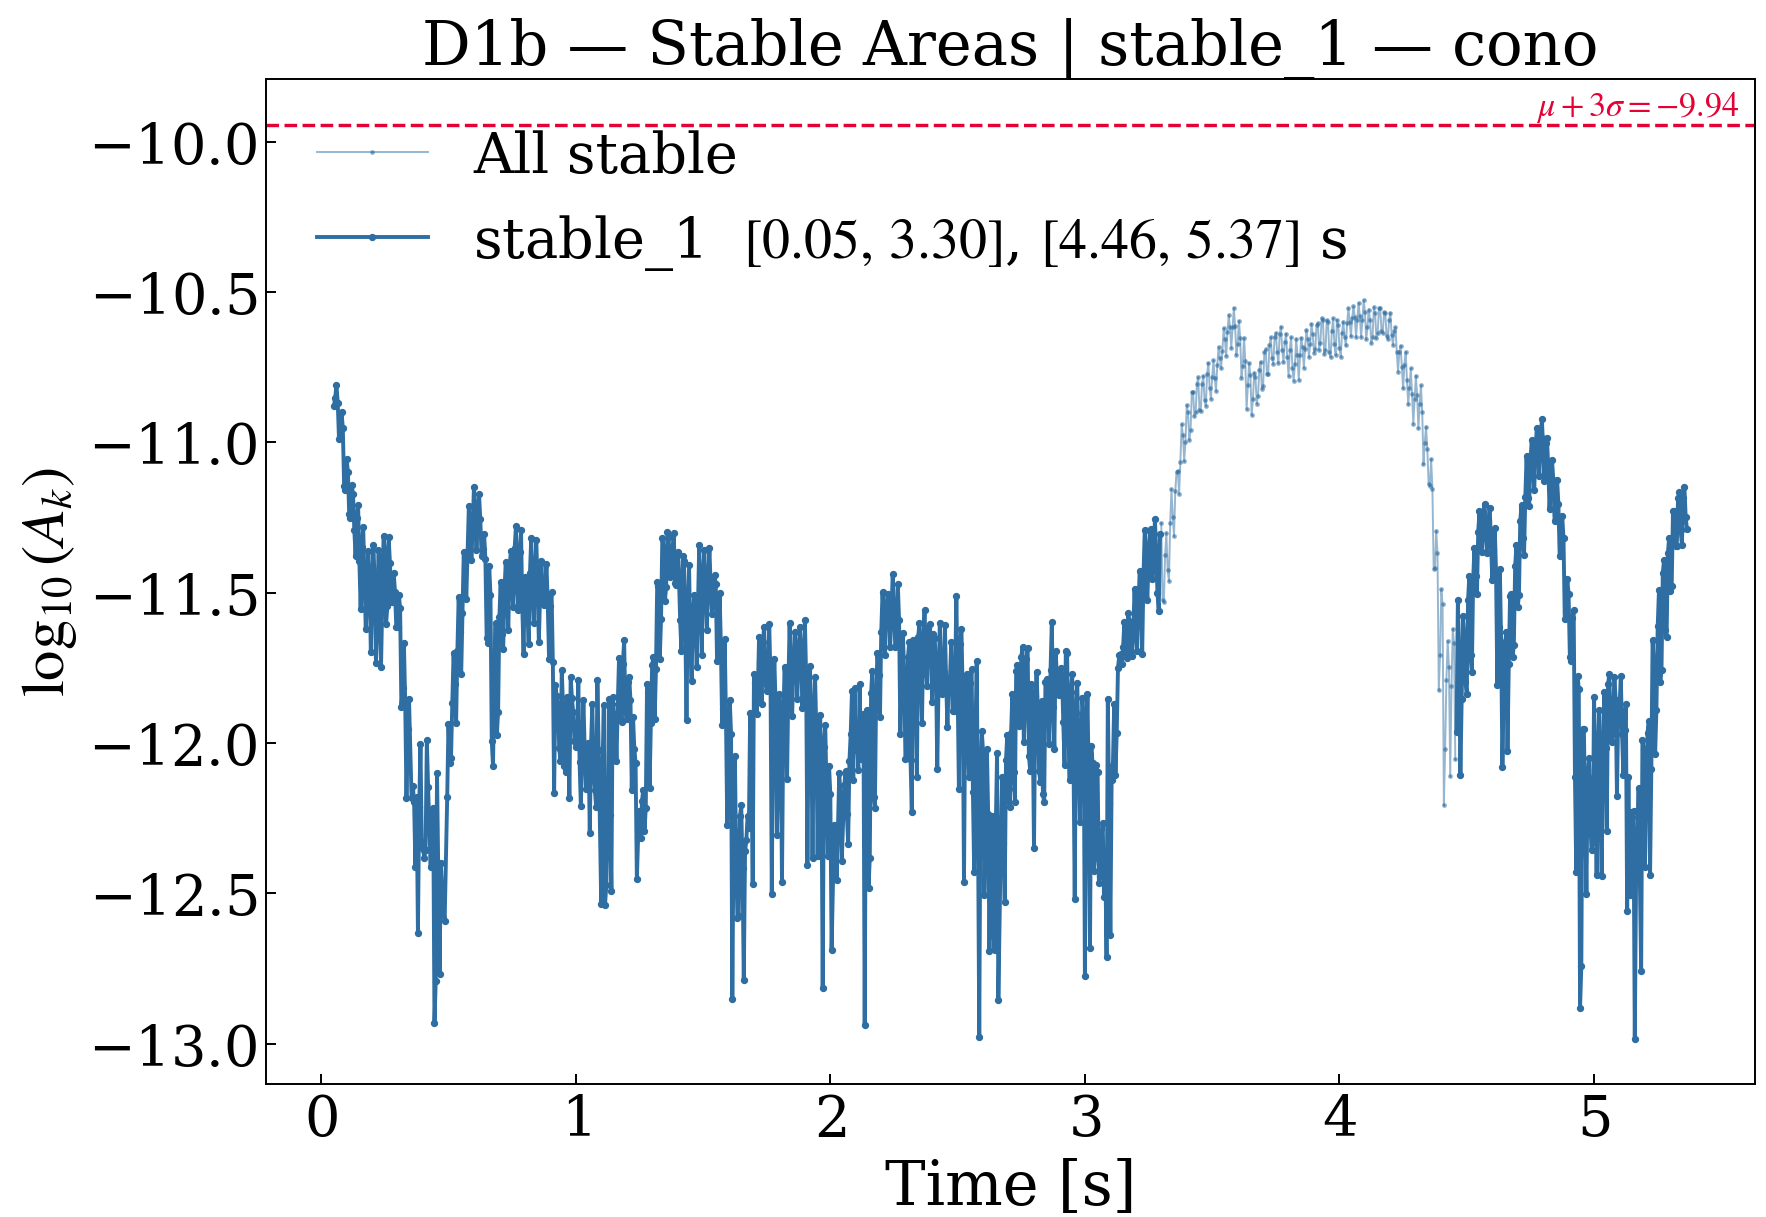 D1b — Stable Areas | stable_1 — cono
μ + 3σ = −9.94
All stable
stable_1 [0.05, 3.30], [4.46, 5.37] s
−10.0
−10.5
−11.0
−11.5
−12.0
−12.5
−13.0
log₁₀(Aₖ)
0 1 2 3 4 5
Time [s]